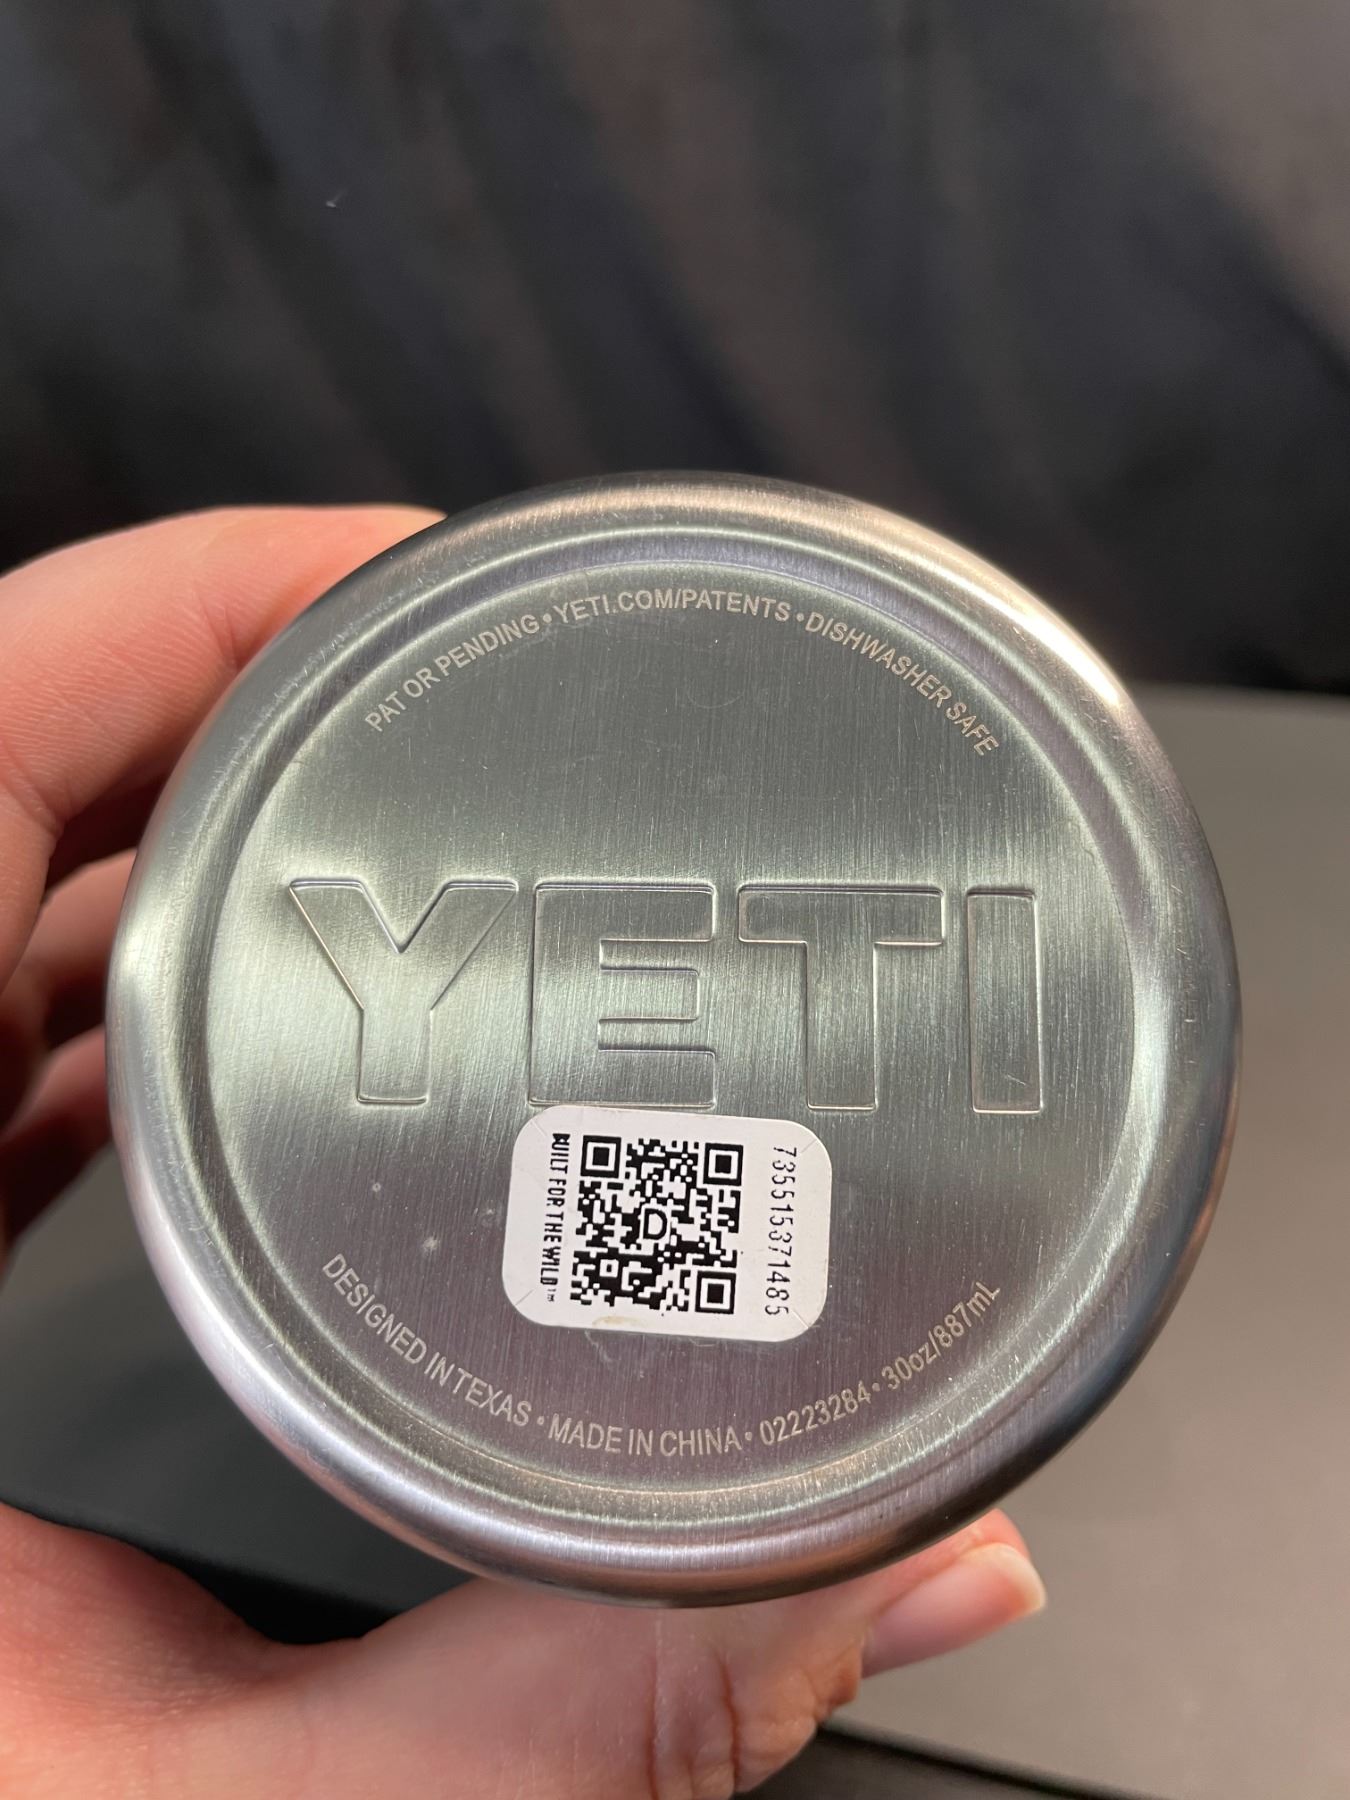 PAT OR PENDING • YETI.COM/PATENTS • DISHWASHER SAFE
YETI
BUILT FOR THE WILD™
D
735515371485
DESIGNED IN TEXAS • MADE IN CHINA • 02223284 • 30oz/887mL